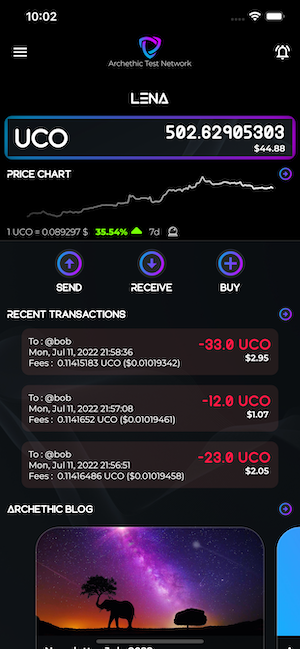 10:02
Archethic Test Network
LENA
UCO
502.62905303
$44.88
PRICE CHART
1 UCO = 0.089297 $ 35.54% 7d
SEND RECEIVE BUY
RECENT TRANSACTIONS
To : @bob
-33.0 UCO
Mon, Jul 11, 2022 21:58:36
$2.95
Fees : 0.11415183 UCO ($0.01019342)
To : @bob
-12.0 UCO
Mon, Jul 11, 2022 21:57:08
$1.07
Fees : 0.1141652 UCO ($0.01019461)
To : @bob
-23.0 UCO
Mon, Jul 11, 2022 21:56:51
$2.05
Fees : 0.11416486 UCO ($0.01019458)
ARCHETHIC BLOG